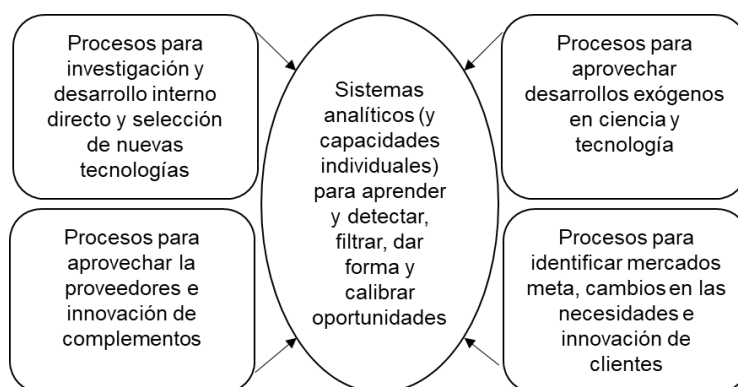 Procesos para
investigación y
desarrollo interno
directo y selección
de nuevas
tecnologías
Sistemas
analíticos (y
capacidades
individuales)
para aprender
y detectar,
filtrar, dar
forma y
calibrar
oportunidades
Procesos para
aprovechar
desarrollos exógenos
en ciencia y
tecnología
Procesos para
aprovechar la
proveedores e
innovación de
complementos
Procesos para
identificar mercados
meta, cambios en las
necesidades e
innovación de
clientes